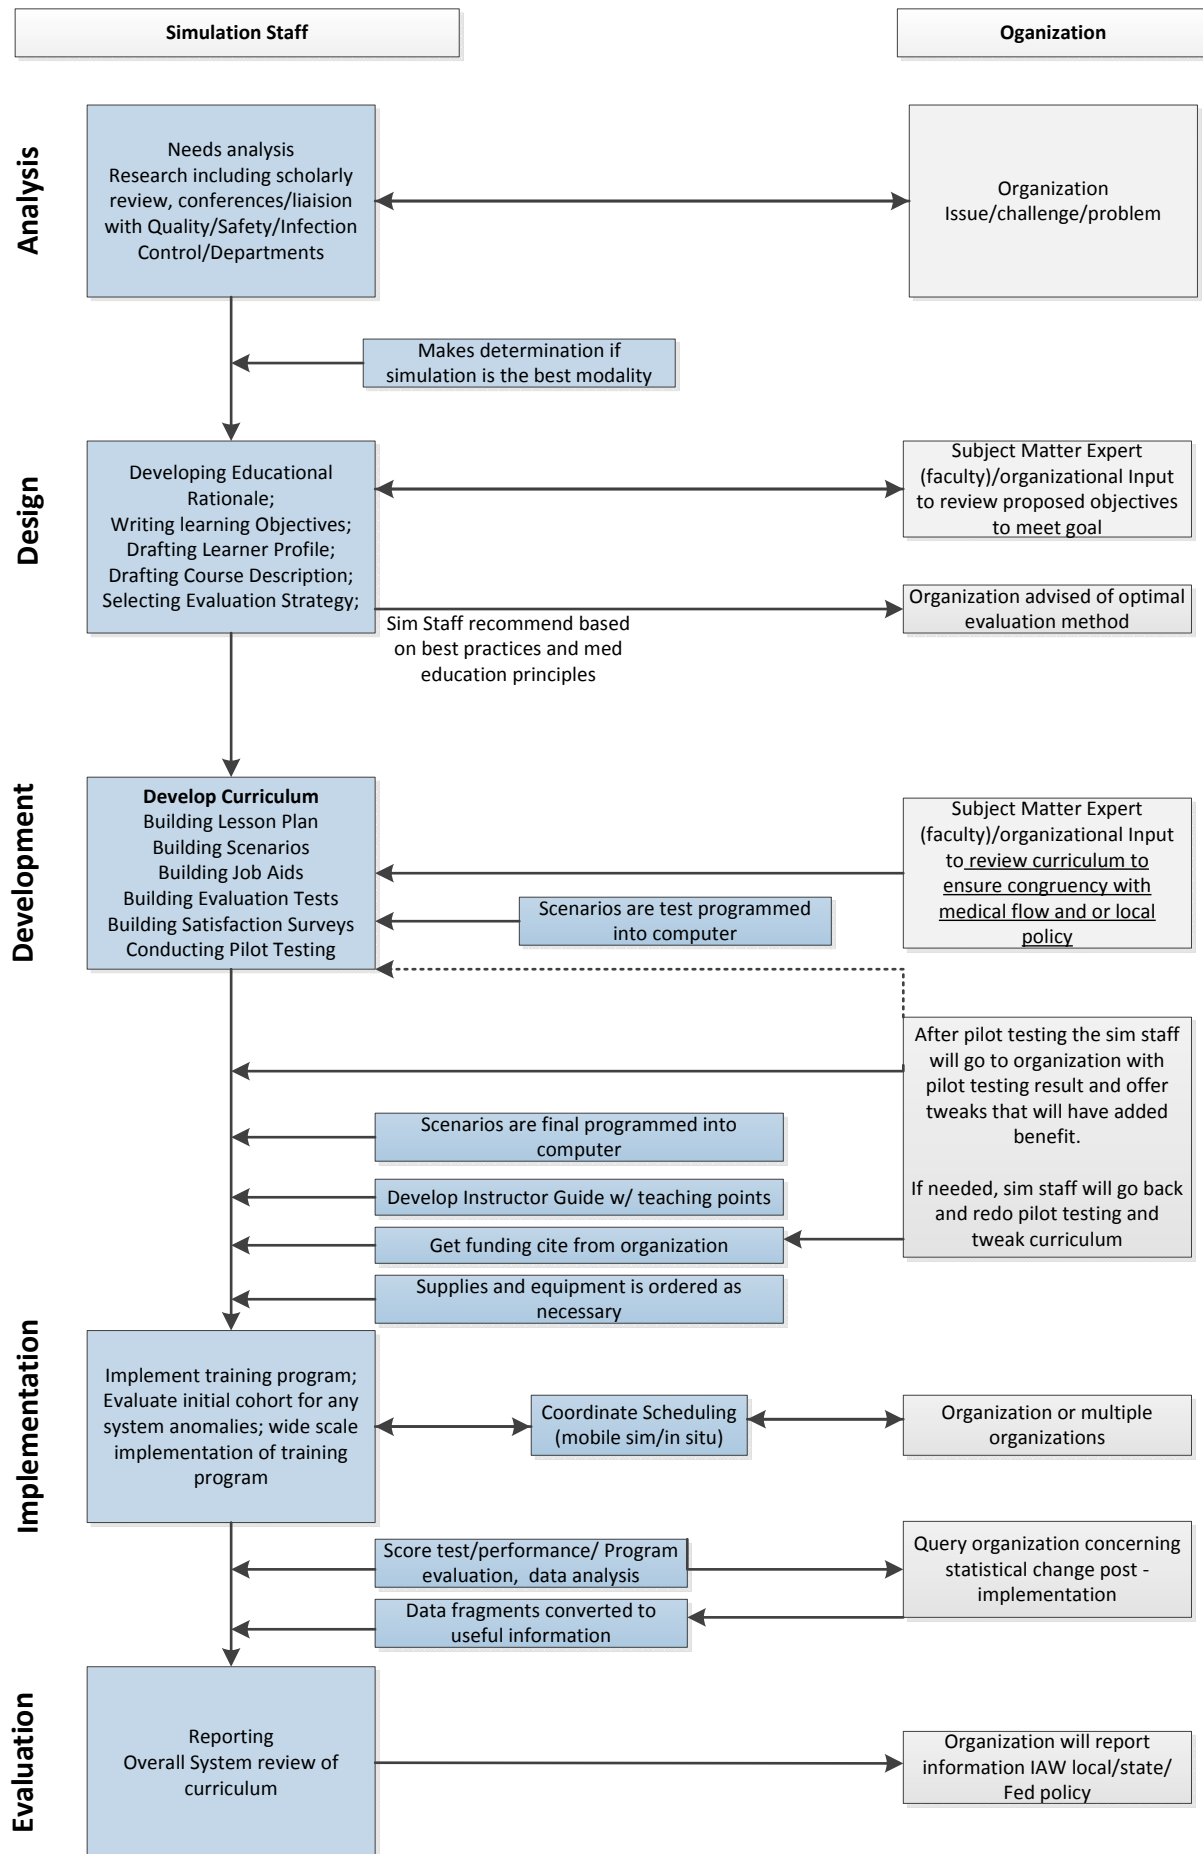 Simulation Staff
Oganization
Analysis
Needs analysis
Research including scholarly
review, conferences/liaison
with Quality/Safety/Infection
Control/Departments
Organization
Issue/challenge/problem
Makes determination if
simulation is the best modality
Design
Developing Educational
Rationale;
Writing learning Objectives;
Drafting Learner Profile;
Drafting Course Description;
Selecting Evaluation Strategy;
Subject Matter Expert
(faculty)/organizational Input
to review proposed objectives
to meet goal
Sim Staff recommend based
on best practices and med
education principles
Organization advised of optimal
evaluation method
Development
Develop Curriculum
Building Lesson Plan
Building Scenarios
Building Job Aids
Building Evaluation Tests
Building Satisfaction Surveys
Conducting Pilot Testing
Scenarios are test programmed
into computer
Subject Matter Expert
(faculty)/organizational Input
to review curriculum to
ensure congruency with
medical flow and or local
policy
After pilot testing the sim staff
will go to organization with
pilot testing result and offer
tweaks that will have added
benefit.
If needed, sim staff will go back
and redo pilot testing and
tweak curriculum
Scenarios are final programmed into
computer
Develop Instructor Guide w/ teaching points
Get funding cite from organization
Supplies and equipment is ordered as
necessary
Implementation
Implement training program;
Evaluate initial cohort for any
system anomalies; wide scale
implementation of training
program
Coordinate Scheduling
(mobile sim/in situ)
Organization or multiple
organizations
Score test/performance/ Program
evaluation, data analysis
Query organization concerning
statistical change post -
implementation
Data fragments converted to
useful information
Evaluation
Reporting
Overall System review of
curriculum
Organization will report
information IAW local/state/
Fed policy